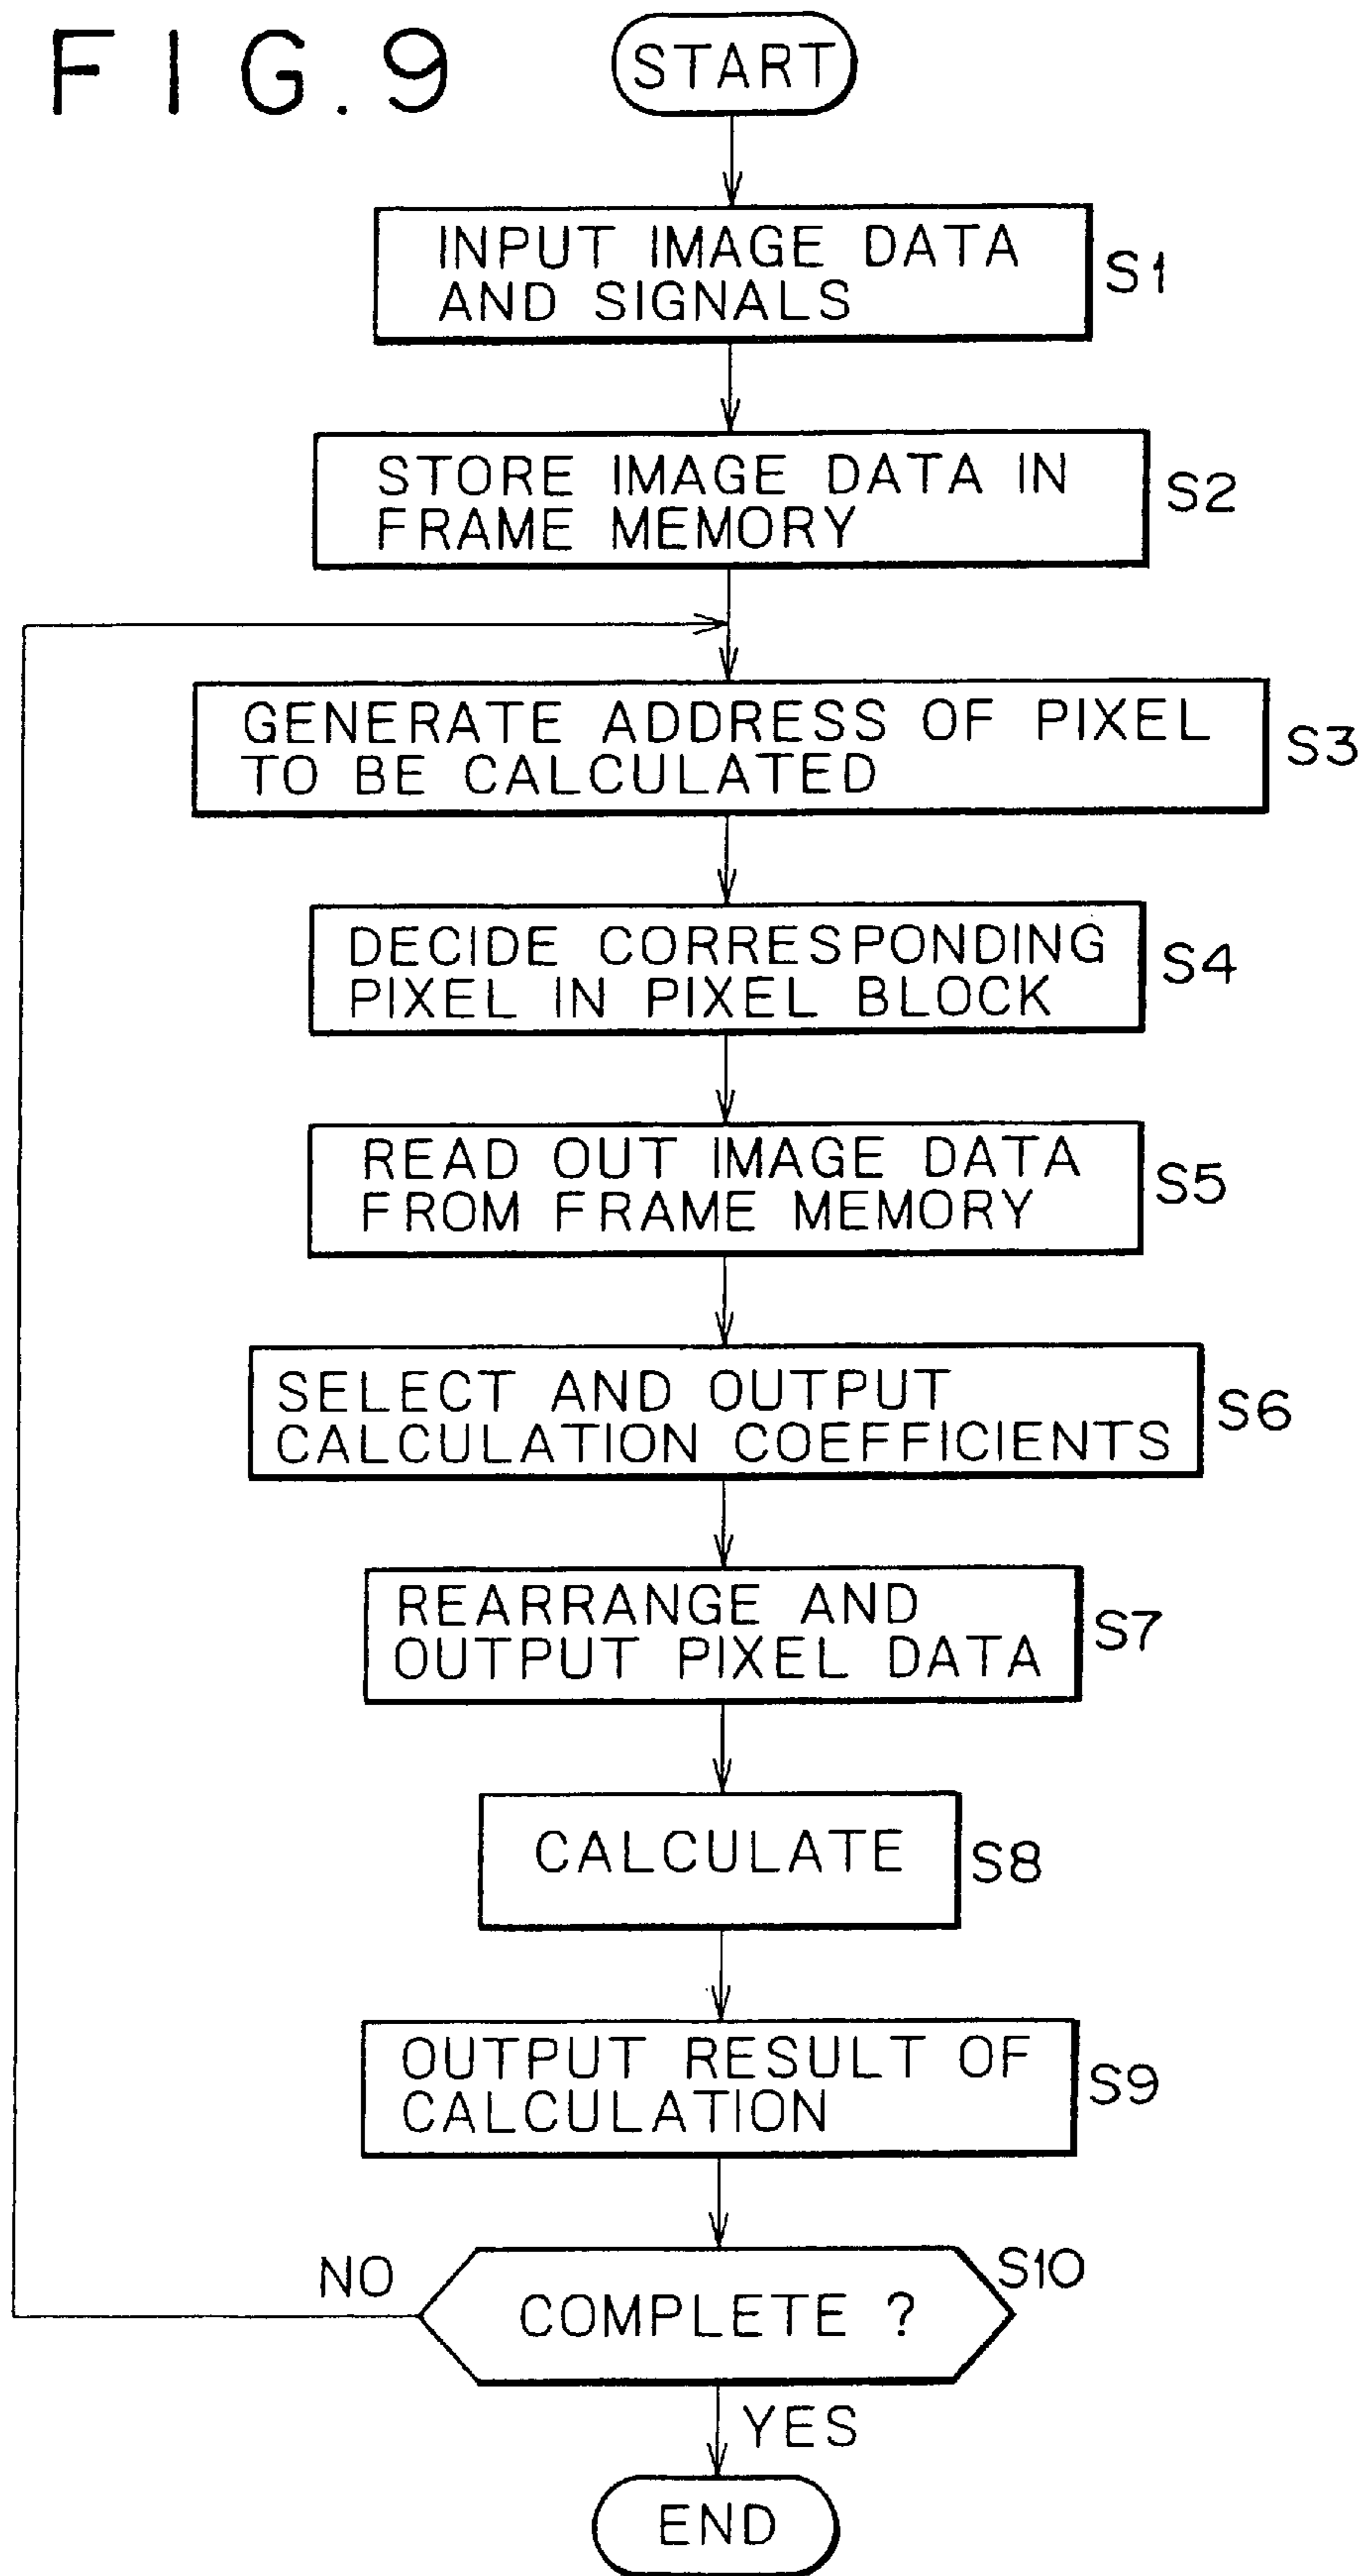 FIG.9
START
INPUT IMAGE DATA
AND SIGNALS
S1
STORE IMAGE DATA IN
FRAME MEMORY
S2
GENERATE ADDRESS OF PIXEL
TO BE CALCULATED
S3
DECIDE CORRESPONDING
PIXEL IN PIXEL BLOCK
S4
READ OUT IMAGE DATA
FROM FRAME MEMORY
S5
SELECT AND OUTPUT
CALCULATION COEFFICIENTS
S6
REARRANGE AND
OUTPUT PIXEL DATA
S7
CALCULATE
S8
OUTPUT RESULT OF
CALCULATION
S9
NO
COMPLETE ?
S10
YES
END